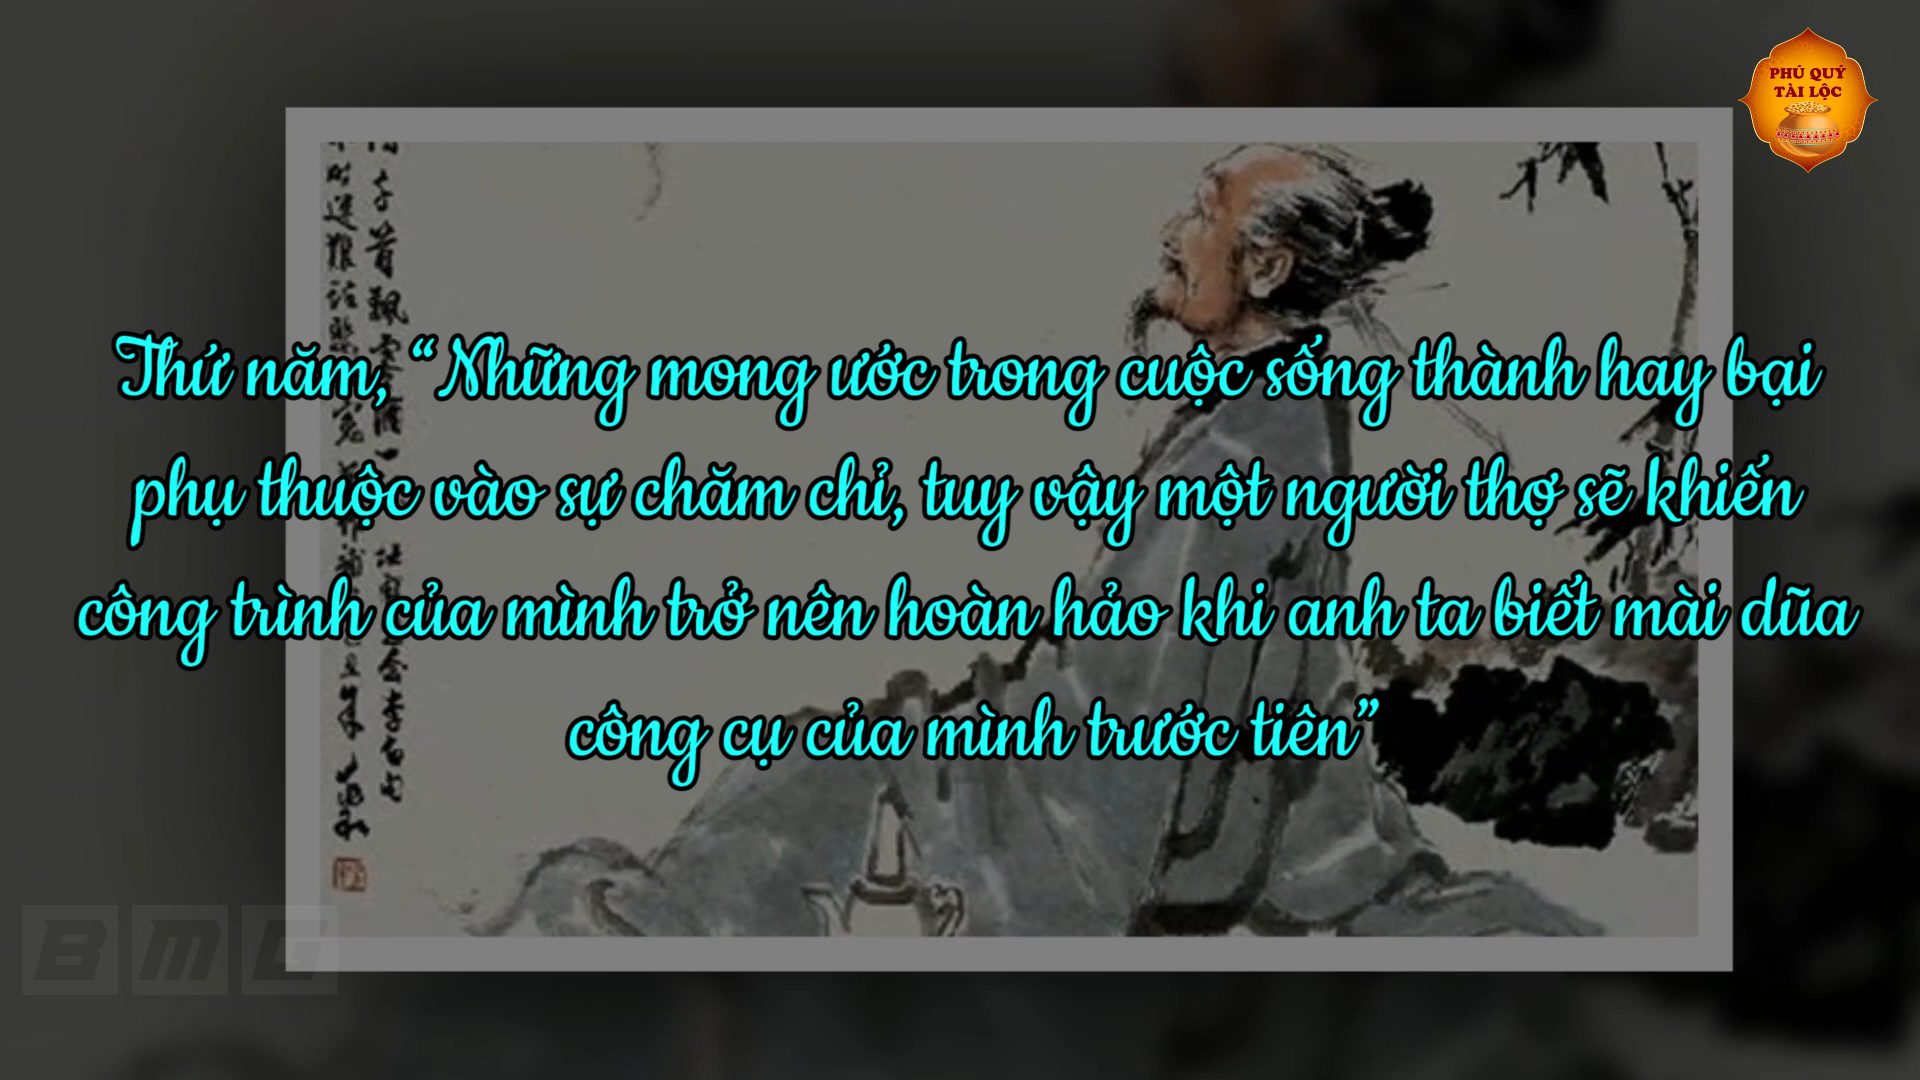 PHÚ QUÝ
TÀI LỘC
Thứ năm, “Những mong ước trong cuộc sống thành hay bại
phụ thuộc vào sự chăm chỉ, tuy vậy một người thợ sẽ khiến
công trình của mình trở nên hoàn hảo khi anh ta biết mài dũa
công cụ của mình trước tiên”
BMG